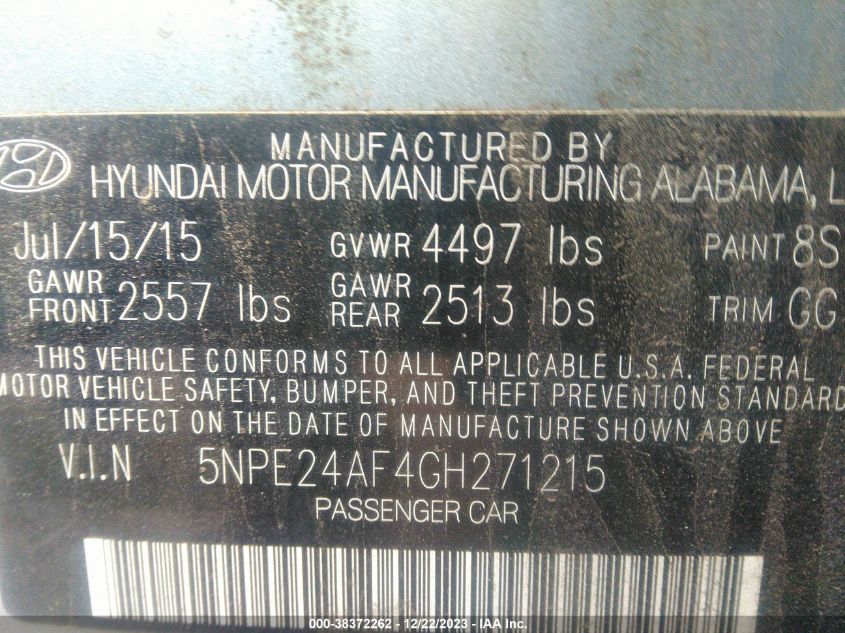 MANUFACTURED BY
HYUNDAI MOTOR MANUFACTURING ALABAMA, L
Jul/15/15 GVWR 4497 lbs PAINT 8S
GAWR FRONT 2557 lbs GAWR REAR 2513 lbs TRIM GG
THIS VEHICLE CONFORMS TO ALL APPLICABLE U.S.A. FEDERAL
MOTOR VEHICLE SAFETY, BUMPER, AND THEFT PREVENTION STANDARD
IN EFFECT ON THE DATE OF MANUFACTURE SHOWN ABOVE
V.I.N 5NPE24AF4GH271215
PASSENGER CAR
000-38372262 - 12/22/2023 - IAA Inc.